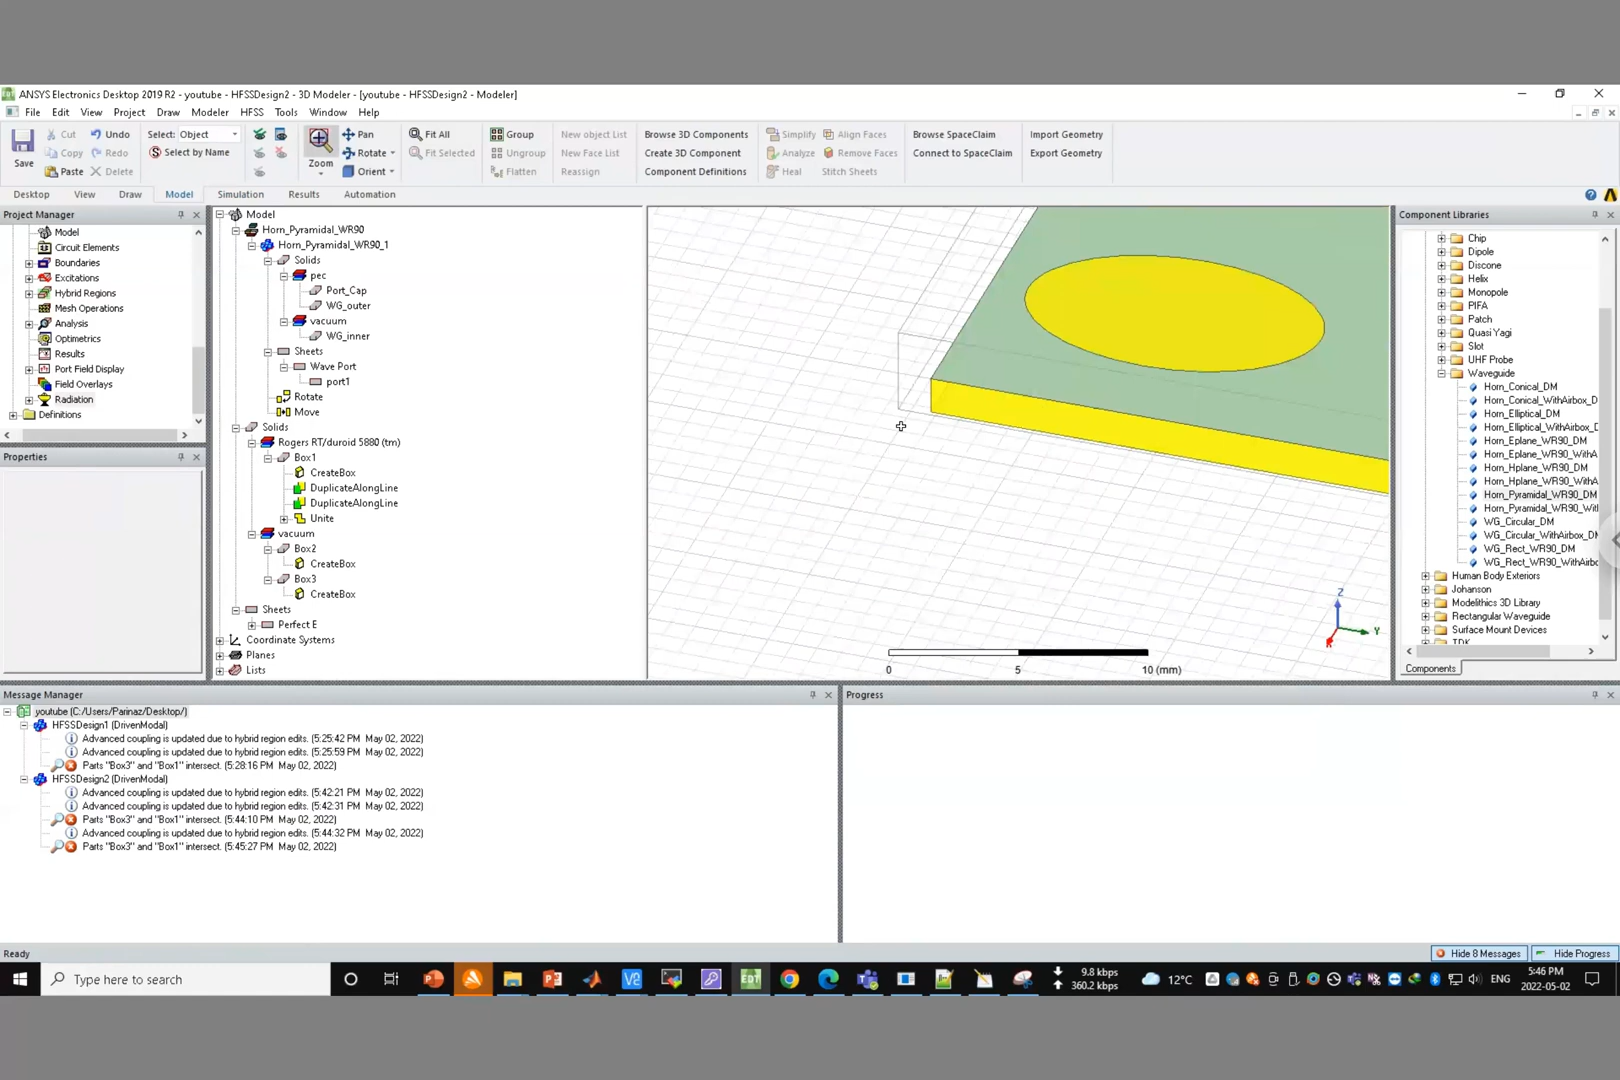 ANSYS Electronics Desktop 2019 R2 - youtube - HFSSDesign2 - 3D Modeler - [youtube - HFSSDesign2 - Modeler]
File Edit View Project Draw Modeler HFSS Tools Window Help
Save
Cut
Copy
Paste
Undo
Redo
Delete
Select: Object
Select by Name
Zoom
Pan
Rotate
Orient
Fit All
Fit Selected
Group
Ungroup
Flatten
New object List
New Face List
Reassign
Browse 3D Components
Create 3D Component
Component Definitions
Simplify
Analyze
Heal
Align Faces
Remove Faces
Stitch Sheets
Browse SpaceClaim
Connect to SpaceClaim
Import Geometry
Export Geometry
Desktop View Draw Model Simulation Results Automation
Project Manager
Model
Circuit Elements
Boundaries
Excitations
Hybrid Regions
Mesh Operations
Analysis
Optimetrics
Results
Port Field Display
Field Overlays
Radiation
Definitions
Properties
Model
Horn_Pyramidal_WR90
Horn_Pyramidal_WR90_1
Solids
pec
Port_Cap
WG_outer
vacuum
WG_inner
Sheets
Wave Port
port1
Rotate
Move
Solids
Rogers RT/duroid 5880 (tm)
Box1
CreateBox
DuplicateAlongLine
DuplicateAlongLine
Unite
vacuum
Box2
CreateBox
Box3
CreateBox
Sheets
Perfect E
Coordinate Systems
Planes
Lists
Z
Y
X
0 5 10 (mm)
Component Libraries
Chip
Dipole
Discone
Helix
Monopole
PIFA
Patch
Quasi Yagi
Slot
UHF Probe
Waveguide
Horn_Conical_DM
Horn_Conical_WithAirbox_D
Horn_Elliptical_DM
Horn_Elliptical_WithAirbox_D
Horn_Eplane_WR90_DM
Horn_Eplane_WR90_WithA
Horn_Hplane_WR90_DM
Horn_Hplane_WR90_WithA
Horn_Pyramidal_WR90_DM
Horn_Pyramidal_WR90_Wit
WG_Circular_DM
WG_Circular_WithAirbox_DM
WG_Rect_WR90_DM
WG_Rect_WR90_WithAirbo
Human Body Exteriors
Johanson
Modelithics 3D Library
Rectangular Waveguide
Surface Mount Devices
TDK
Components
Message Manager
youtube (C:/Users/Parinaz/Desktop/)
HFSSDesign1 (DrivenModal)
Advanced coupling is updated due to hybrid region edits. (5:25:42 PM May 02, 2022)
Advanced coupling is updated due to hybrid region edits. (5:25:59 PM May 02, 2022)
Parts "Box3" and "Box1" intersect. (5:28:16 PM May 02, 2022)
HFSSDesign2 (DrivenModal)
Advanced coupling is updated due to hybrid region edits. (5:42:21 PM May 02, 2022)
Advanced coupling is updated due to hybrid region edits. (5:42:31 PM May 02, 2022)
Parts "Box3" and "Box1" intersect. (5:44:10 PM May 02, 2022)
Advanced coupling is updated due to hybrid region edits. (5:44:32 PM May 02, 2022)
Parts "Box3" and "Box1" intersect. (5:45:27 PM May 02, 2022)
Progress
Ready
Hide 8 Messages
Hide Progress
Type here to search
EDT
9.8 kbps
360.2 kbps
12°C
ENG
5:46 PM
2022-05-02